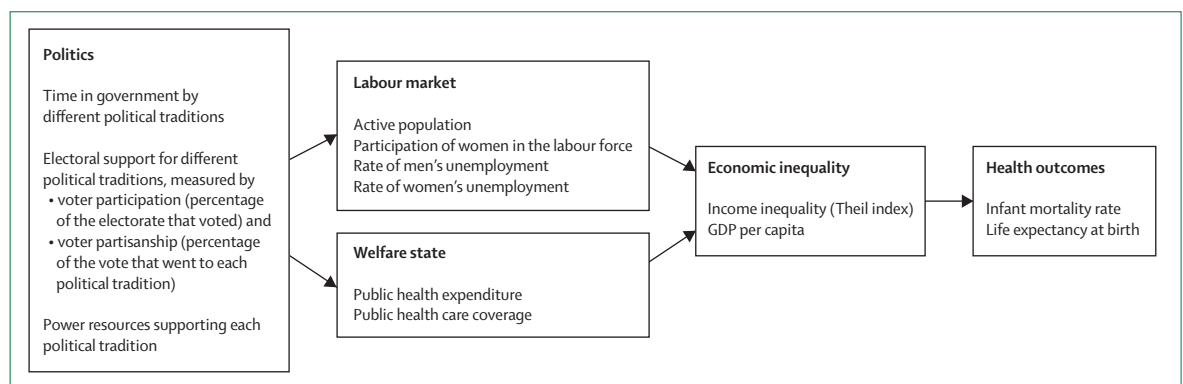 Politics
Time in government by
different political traditions
Electoral support for different
political traditions, measured by
• voter participation (percentage
of the electorate that voted) and
• voter partisanship (percentage
of the vote that went to each
political tradition)
Power resources supporting each
political tradition
Labour market
Active population
Participation of women in the labour force
Rate of men's unemployment
Rate of women's unemployment
Welfare state
Public health expenditure
Public health care coverage
Economic inequality
Income inequality (Theil index)
GDP per capita
Health outcomes
Infant mortality rate
Life expectancy at birth